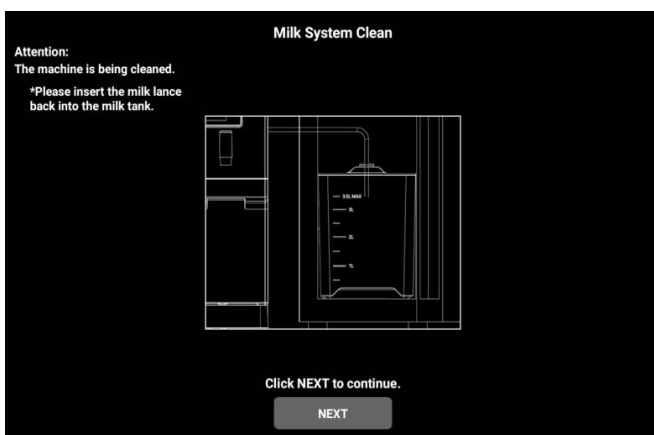 Milk System Clean
Attention:
The machine is being cleaned.
*Please insert the milk lance
back into the milk tank.
3.5L MAX
3L
2L
1L
Click NEXT to continue.
NEXT